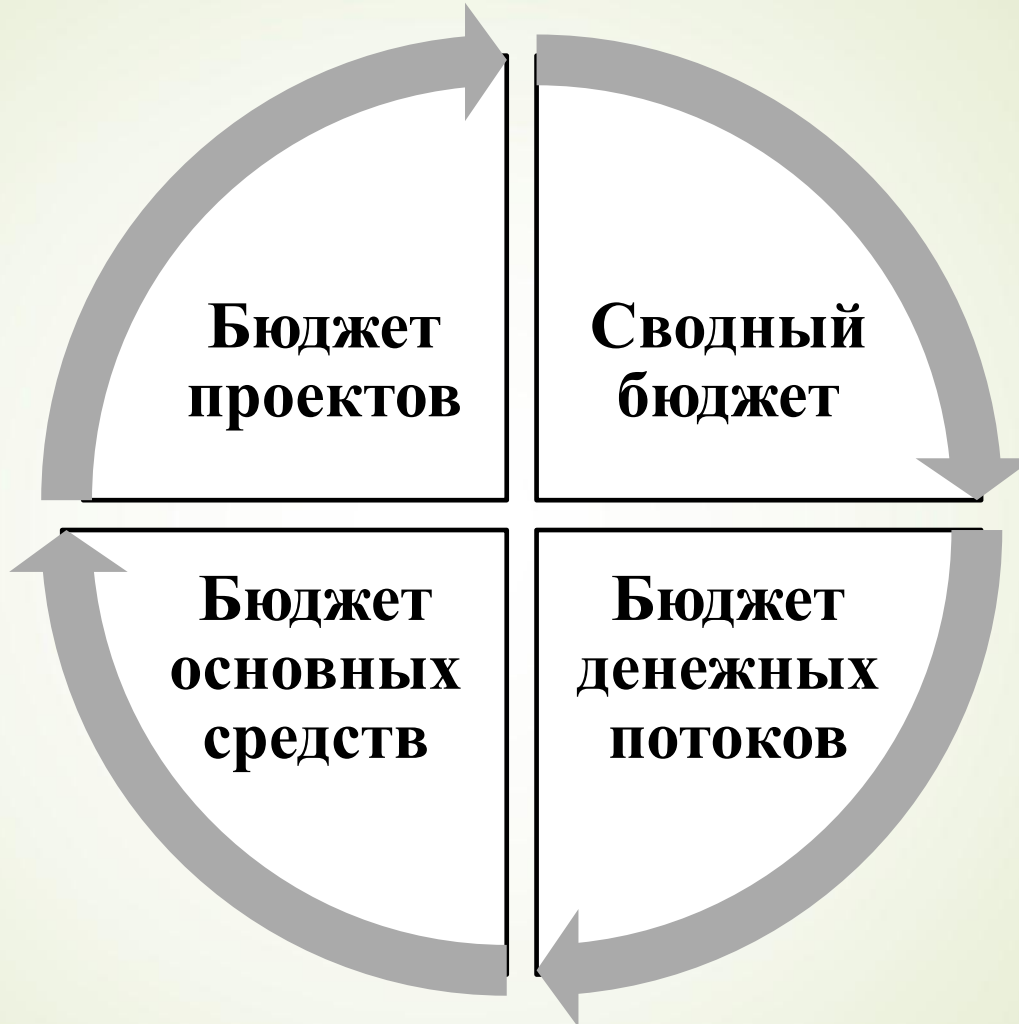 Бюджет
проектов
Сводный
бюджет
Бюджет
основных
средств
Бюджет
денежных
потоков